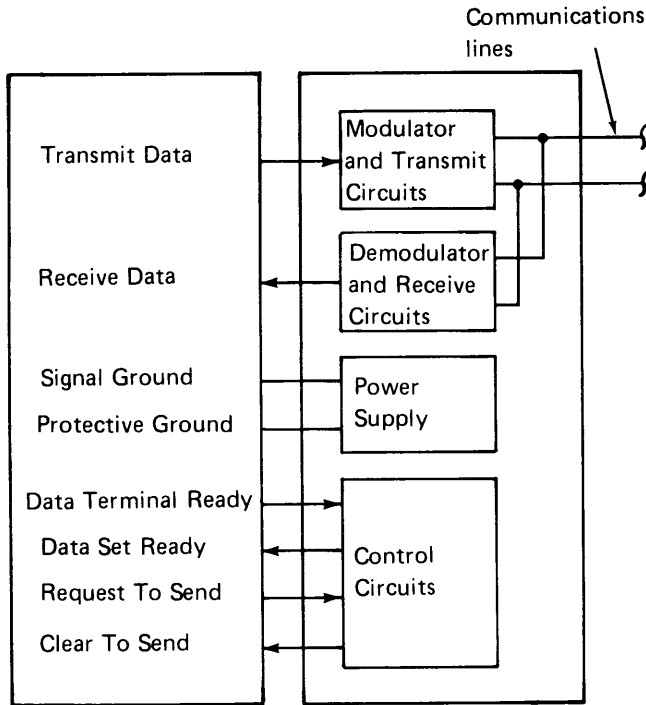 Communications
lines
Transmit Data
Modulator
and Transmit
Circuits
Receive Data
Demodulator
and Receive
Circuits
Signal Ground
Protective Ground
Power
Supply
Data Terminal Ready
Data Set Ready
Request To Send
Clear To Send
Control
Circuits